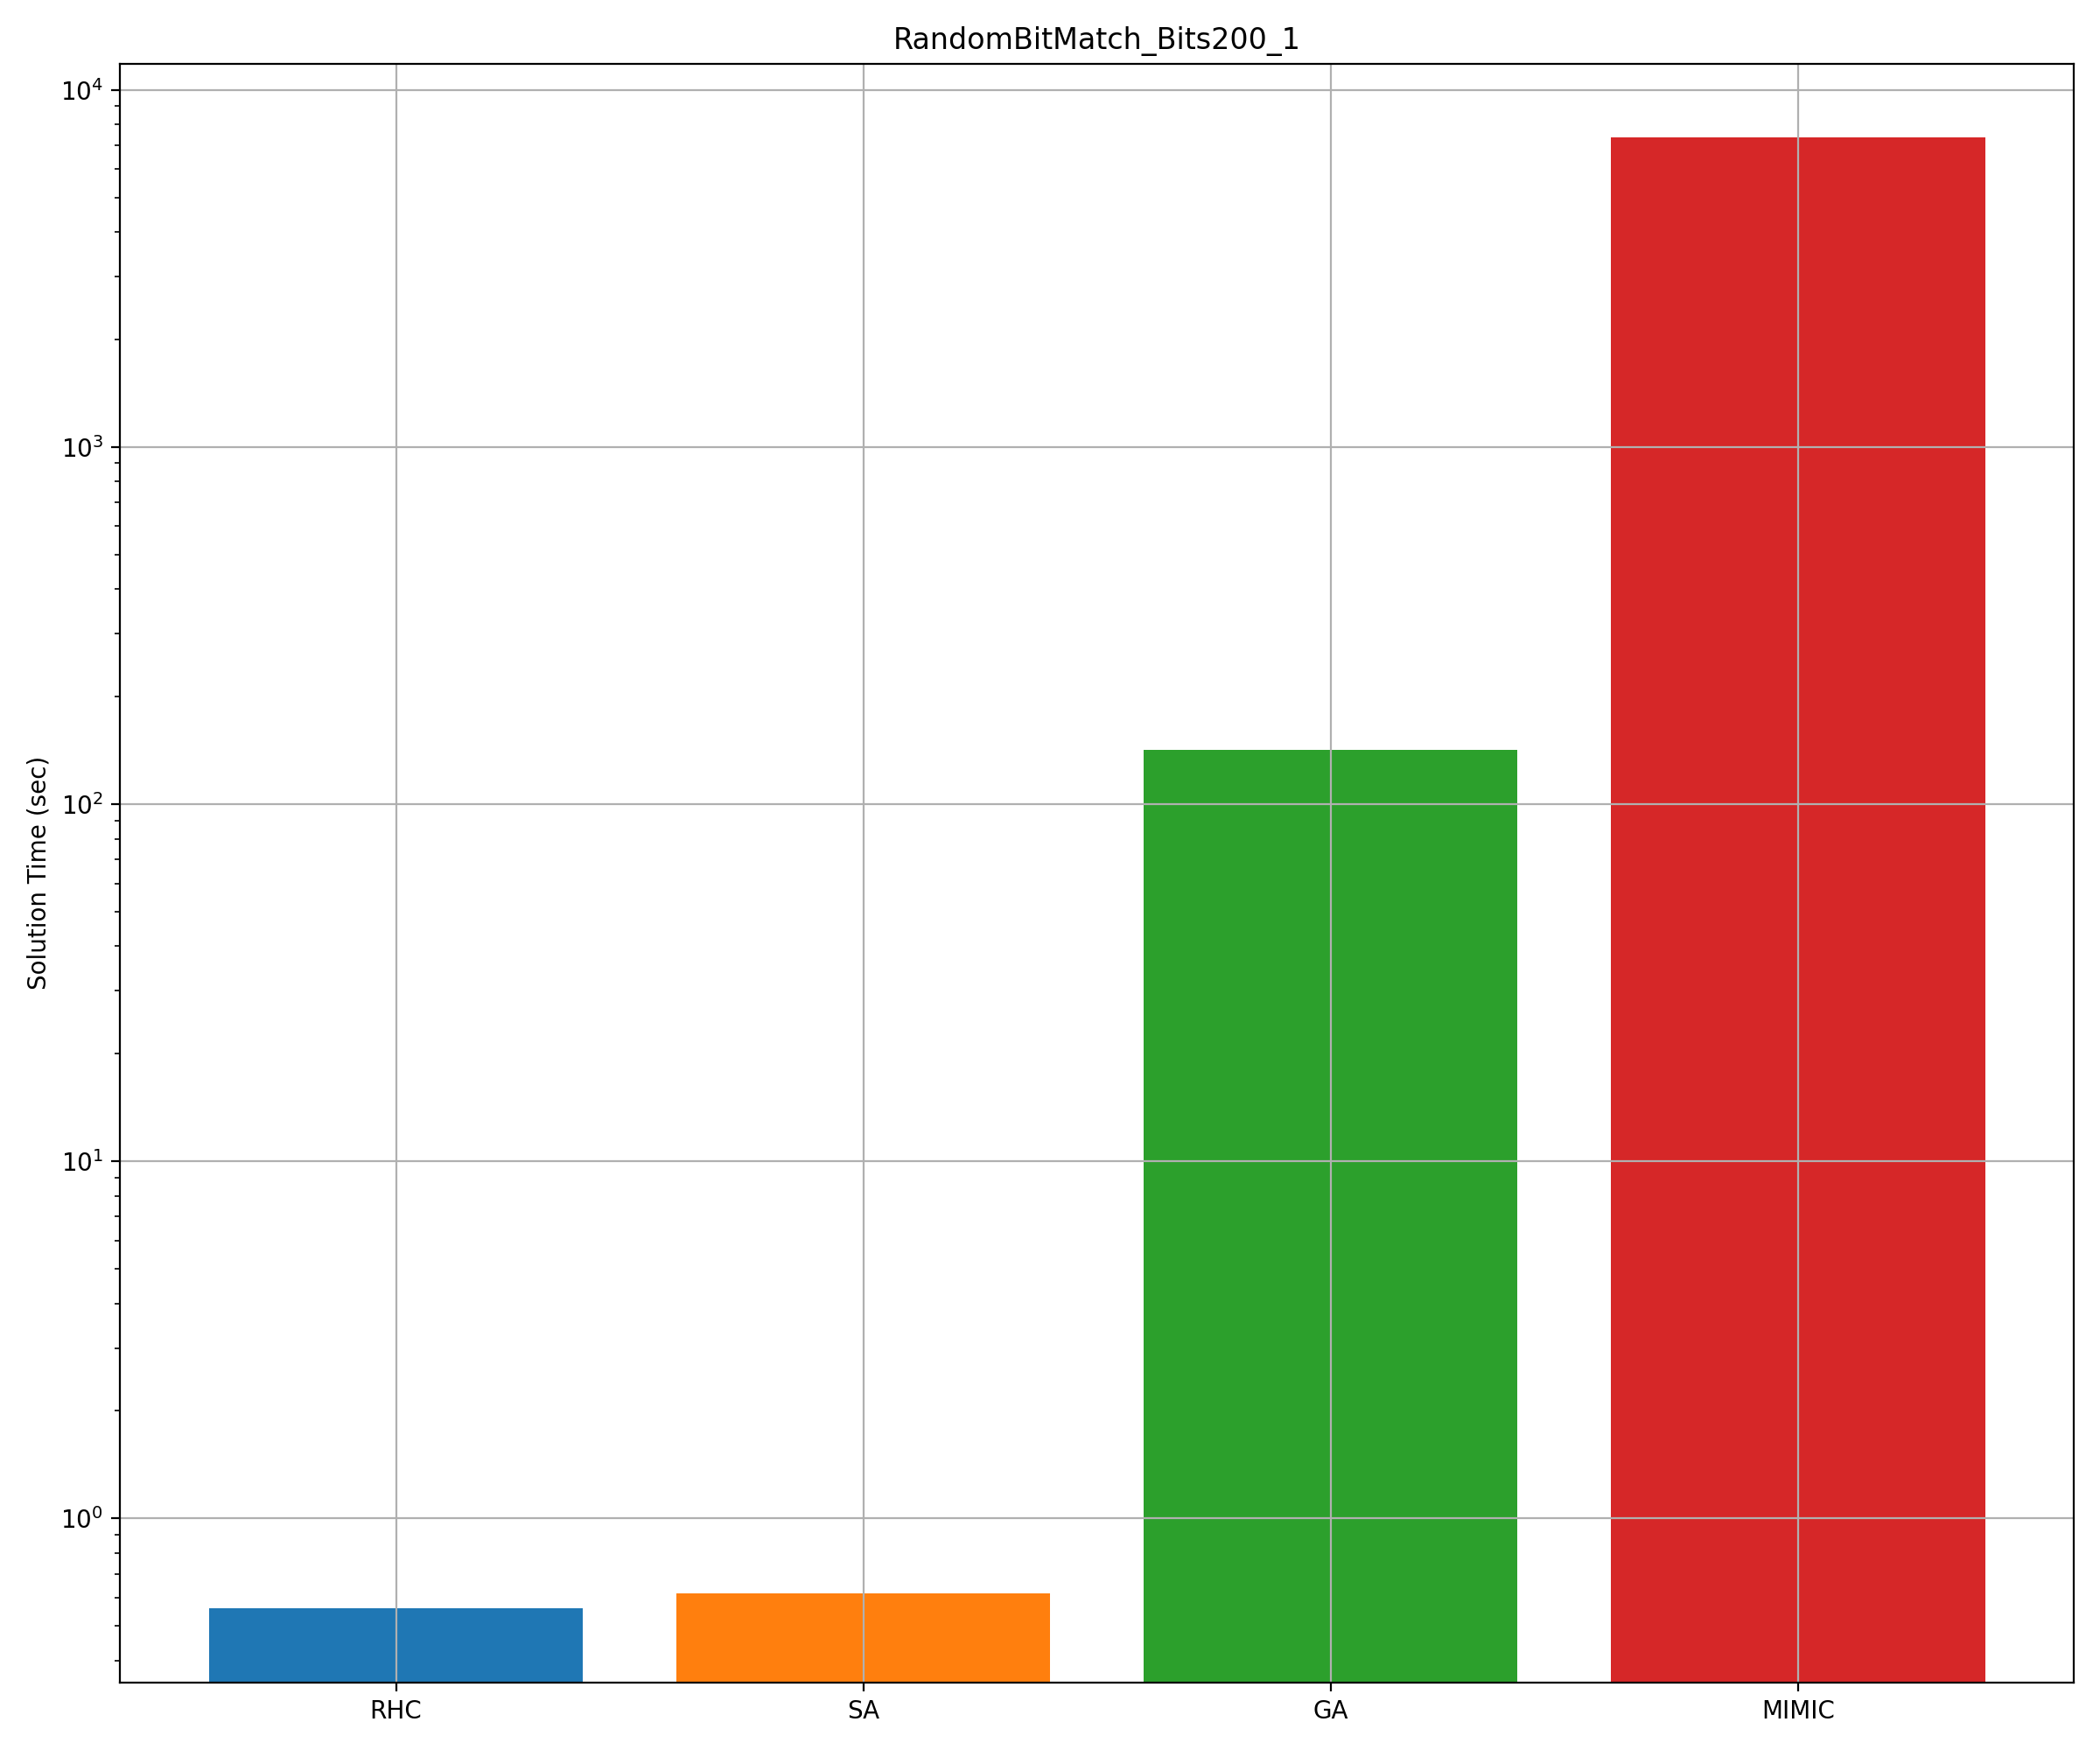 RandomBitMatch_Bits200_1
Solution Time (sec)
10⁴
10³
10²
10¹
10⁰
RHC SA GA MIMIC